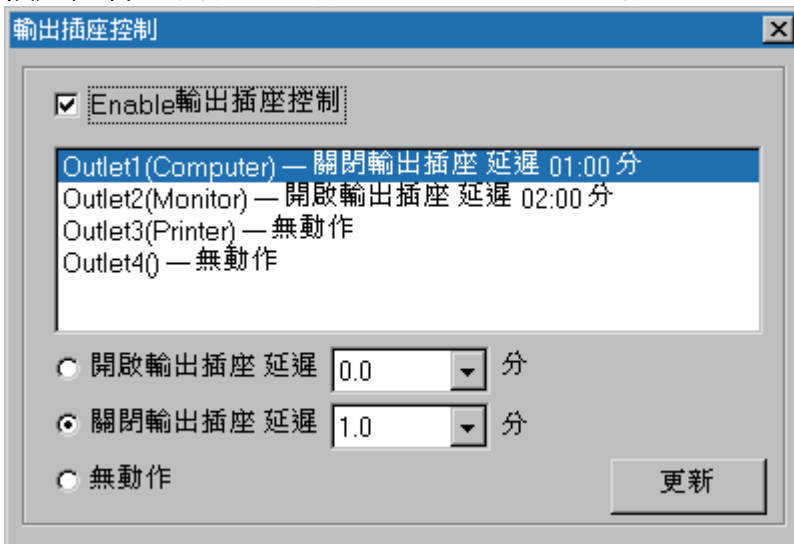 輸出插座控制
Enable輸出插座控制
Outlet1(Computer) — 關閉輸出插座 延遲 01:00 分
Outlet2(Monitor) — 開啟輸出插座 延遲 02:00 分
Outlet3(Printer) — 無動作
Outlet4() — 無動作
開啟輸出插座 延遲 0.0 分
關閉輸出插座 延遲 1.0 分
無動作
更新